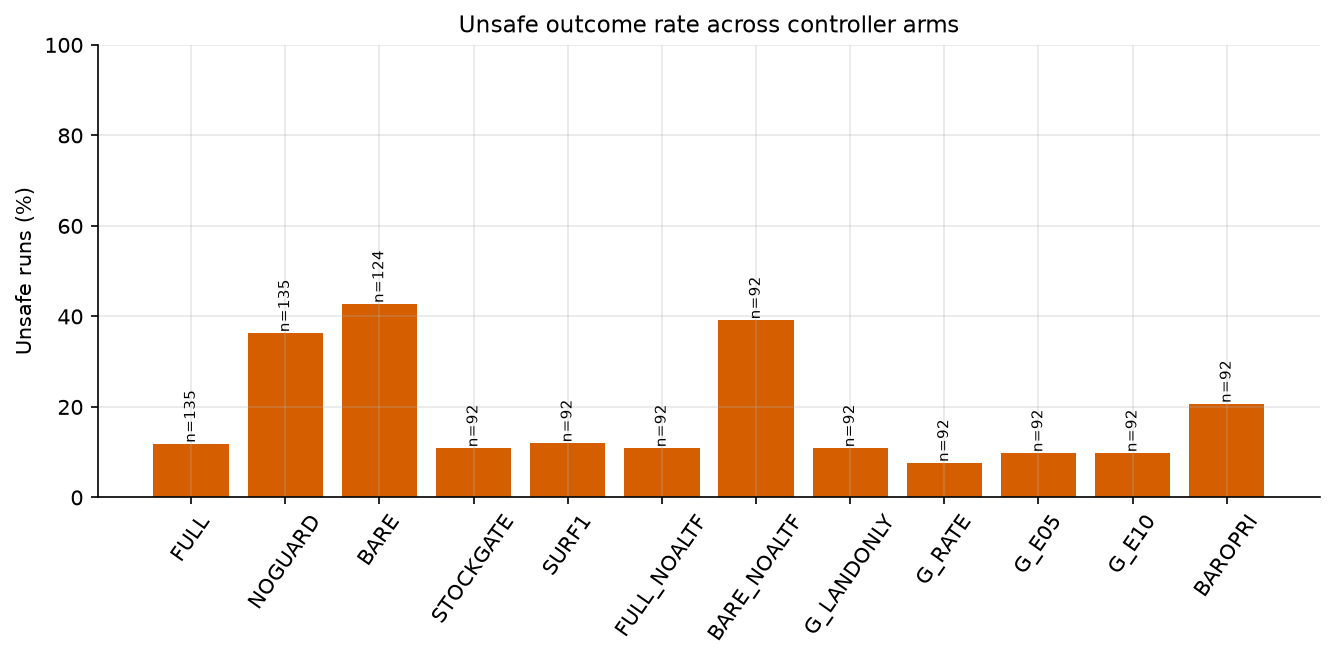 Unsafe outcome rate across controller arms
Unsafe runs (%)
100
80
60
40
20
0
n=135
n=135
n=124
n=92
n=92
n=92
n=92
n=92
n=92
n=92
n=92
n=92
FULL
NOGUARD
BARE
STOCKGATE
SURF1
FULL_NOALTF
BARE_NOALTF
G_LANDONLY
G_RATE
G_E05
G_E10
BAROPRI